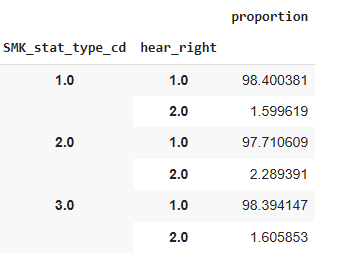 proportion
SMK_stat_type_cd hear_right
1.0 1.0 98.400381
2.0 1.599619
2.0 1.0 97.710609
2.0 2.289391
3.0 1.0 98.394147
2.0 1.605853